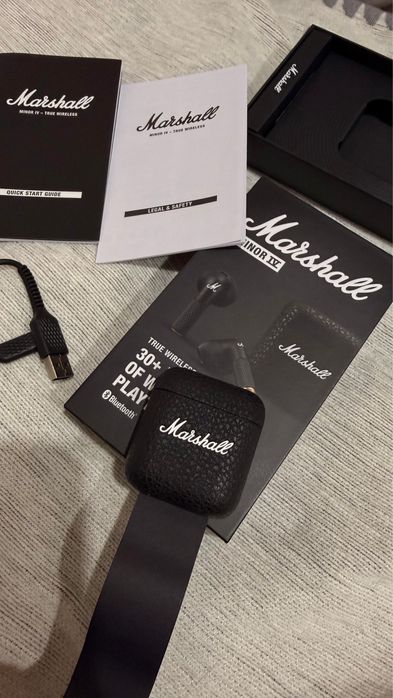 Marshall
MINOR IV – TRUE WIRELESS
QUICK START GUIDE
Marshall
MINOR IV – TRUE WIRELESS
LEGAL & SAFETY
Marshall
Marshall
MINOR IV
M
Marshall
TRUE WIRELESS
30+
OF
PLAY
Bluetooth
Marshall